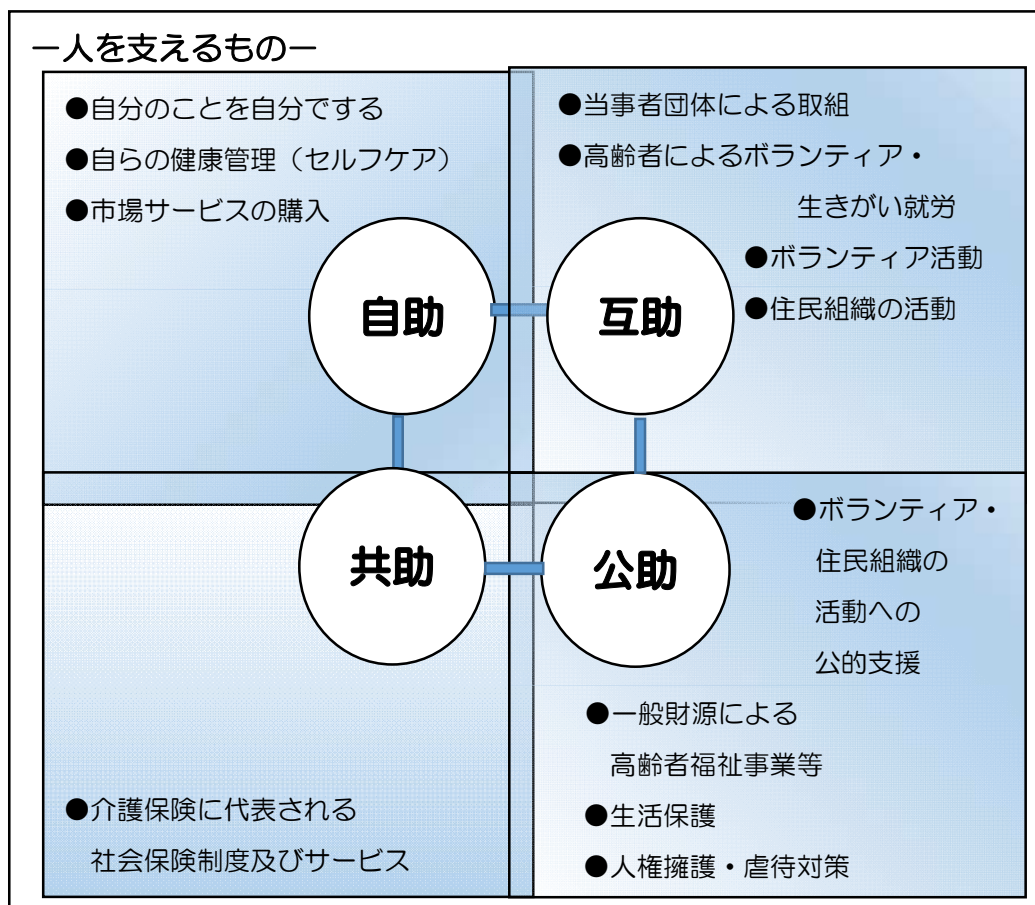 －人を支えるもの－
●自分のことを自分でする
●自らの健康管理（セルフケア）
●市場サービスの購入
自助
●当事者団体による取組
●高齢者によるボランティア・
生きがい就労
●ボランティア活動
●住民組織の活動
互助
共助
●介護保険に代表される
社会保険制度及びサービス
公助
●ボランティア・
住民組織の
活動への
公的支援
●一般財源による
高齢者福祉事業等
●生活保護
●人権擁護・虐待対策